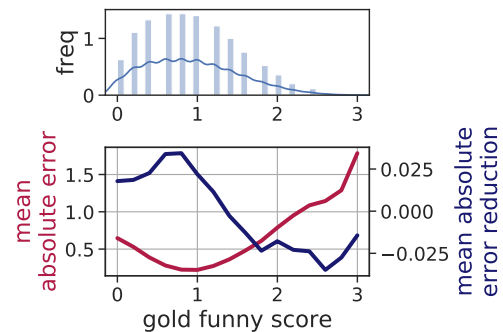 freq
1
0
0
1
2
3
mean
absolute error
1.5
1.0
0.5
0.025
0.000
−0.025
mean absolute
error reduction
0
1
2
3
gold funny score